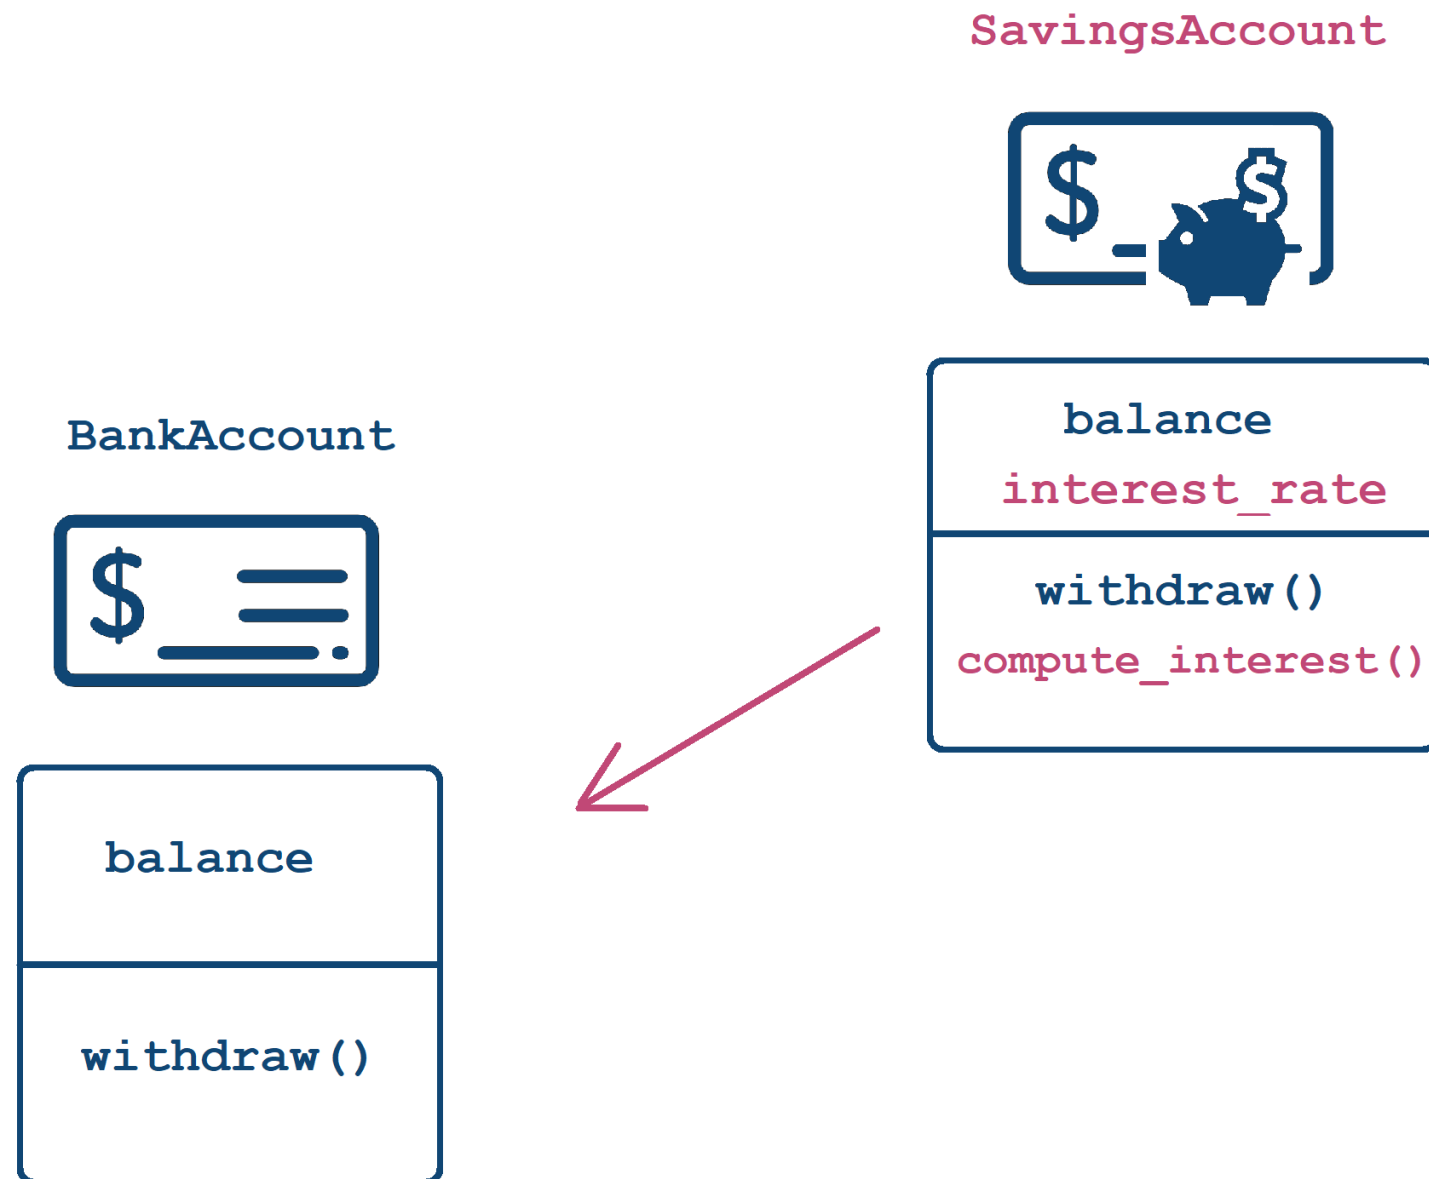 SavingsAccount
$
$
balance
interest_rate
withdraw()
compute_interest()
BankAccount
$
balance
withdraw()